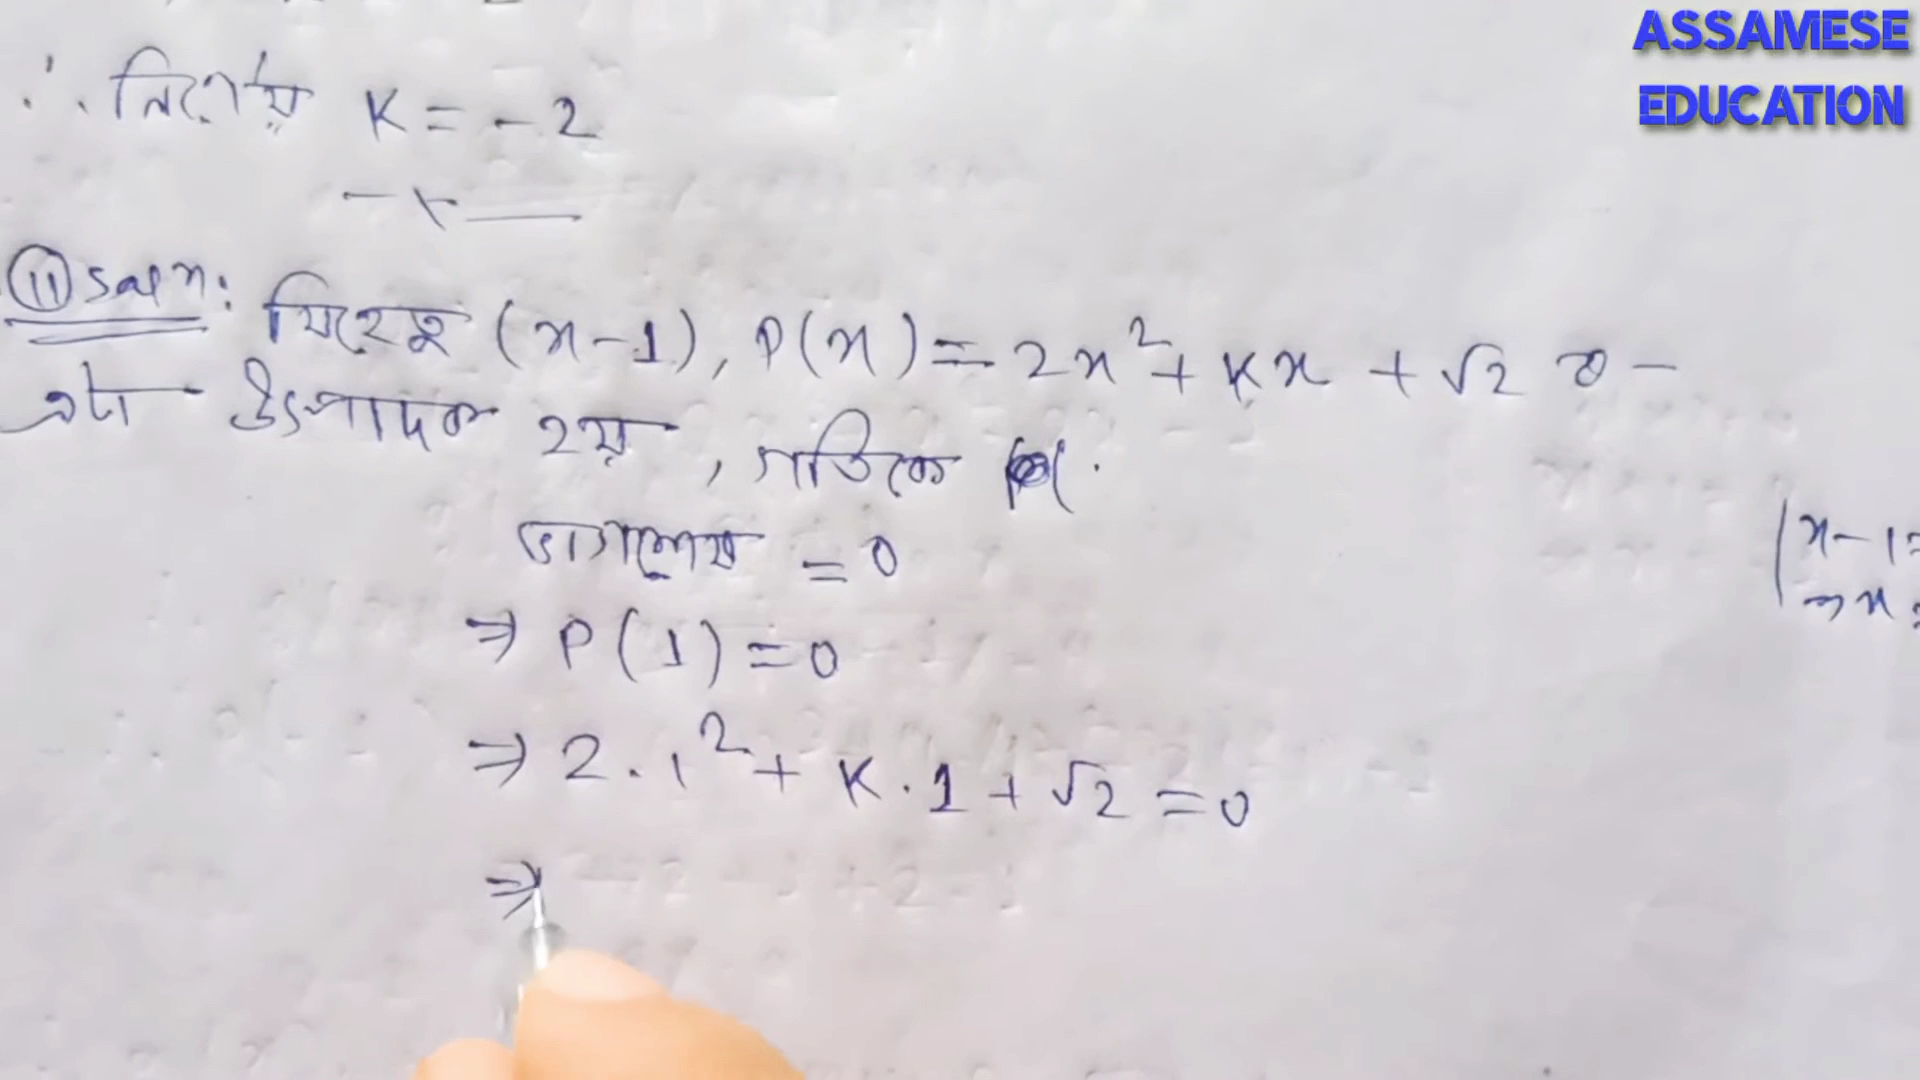 ASSAMESE
EDUCATION
∴ নিৰ্ণেয় K = -2
(ii) Soln: যিহেতু (x-1), P(x) = 2x² + Kx + √2 ৰ
এটা উৎপাদক হয়, গতিকে
ভাগশেষ = 0
⇒ P(1) = 0
⇒ 2·1² + K·1 + √2 = 0
⇒
x-1=
⇒ x =